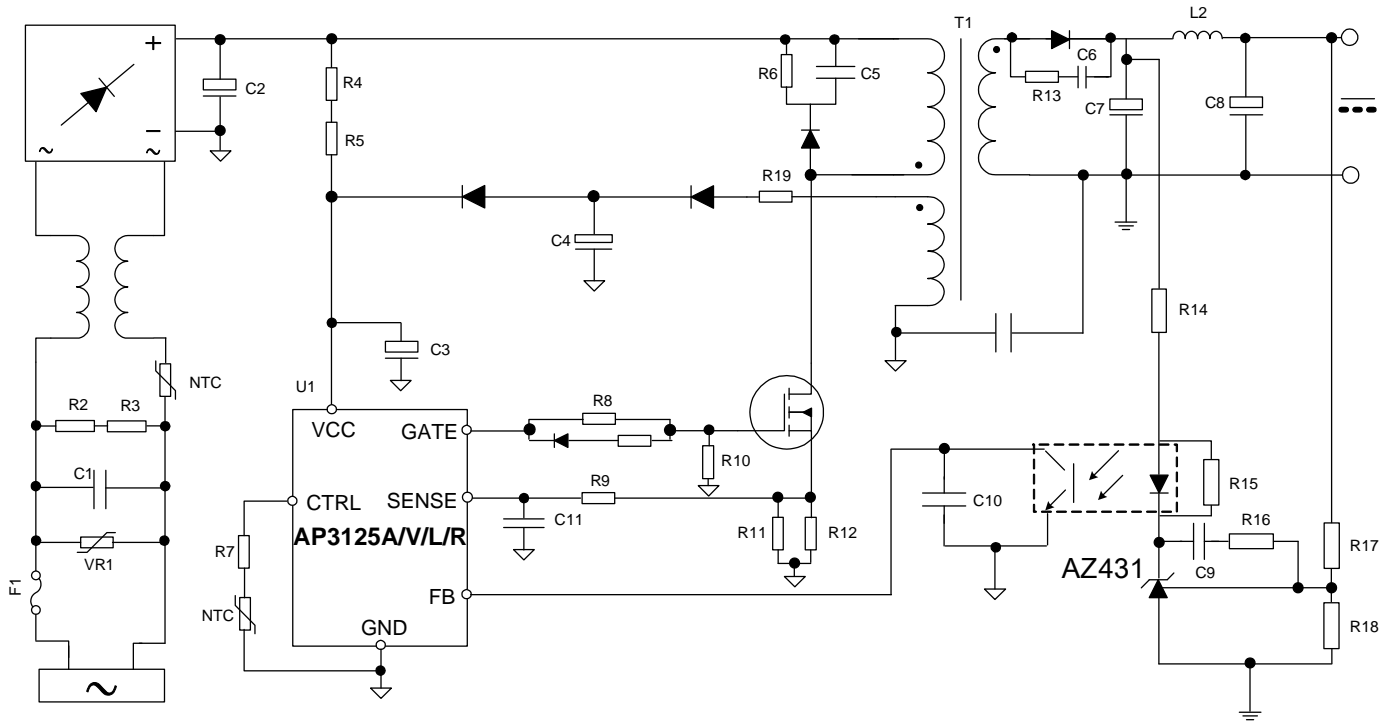 T1
L2
+
C2
R4
R6
C5
C6
R13
C7
C8
−
R5
~
~
R19
C4
R14
C3
NTC
U1
R2
R3
VCC
GATE
R8
R10
C1
CTRL
SENSE
R9
C10
R15
AP3125A/V/L/R
C11
R11
R12
R16
R17
R7
VR1
AZ431
C9
F1
NTC
FB
R18
GND
~